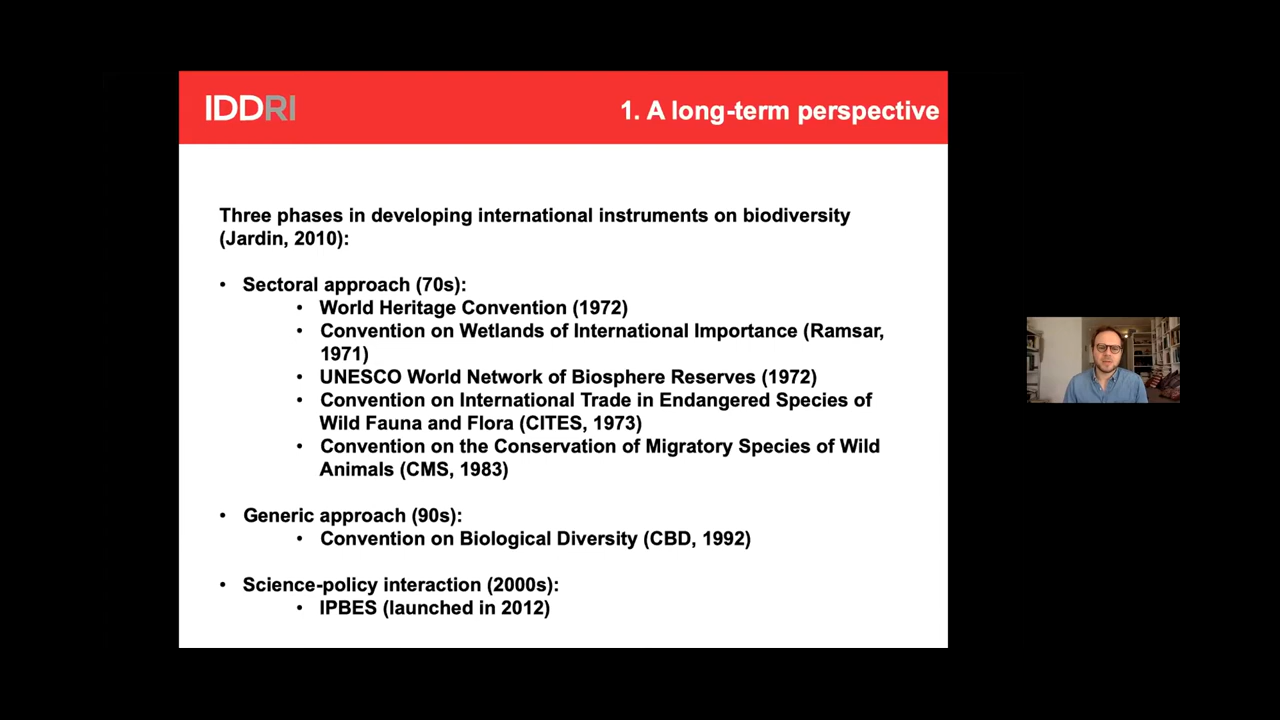 IDDRI
1. A long-term perspective
Three phases in developing international instruments on biodiversity
(Jardin, 2010):
• Sectoral approach (70s):
• World Heritage Convention (1972)
• Convention on Wetlands of International Importance (Ramsar,
1971)
• UNESCO World Network of Biosphere Reserves (1972)
• Convention on International Trade in Endangered Species of
Wild Fauna and Flora (CITES, 1973)
• Convention on the Conservation of Migratory Species of Wild
Animals (CMS, 1983)
• Generic approach (90s):
• Convention on Biological Diversity (CBD, 1992)
• Science-policy interaction (2000s):
• IPBES (launched in 2012)